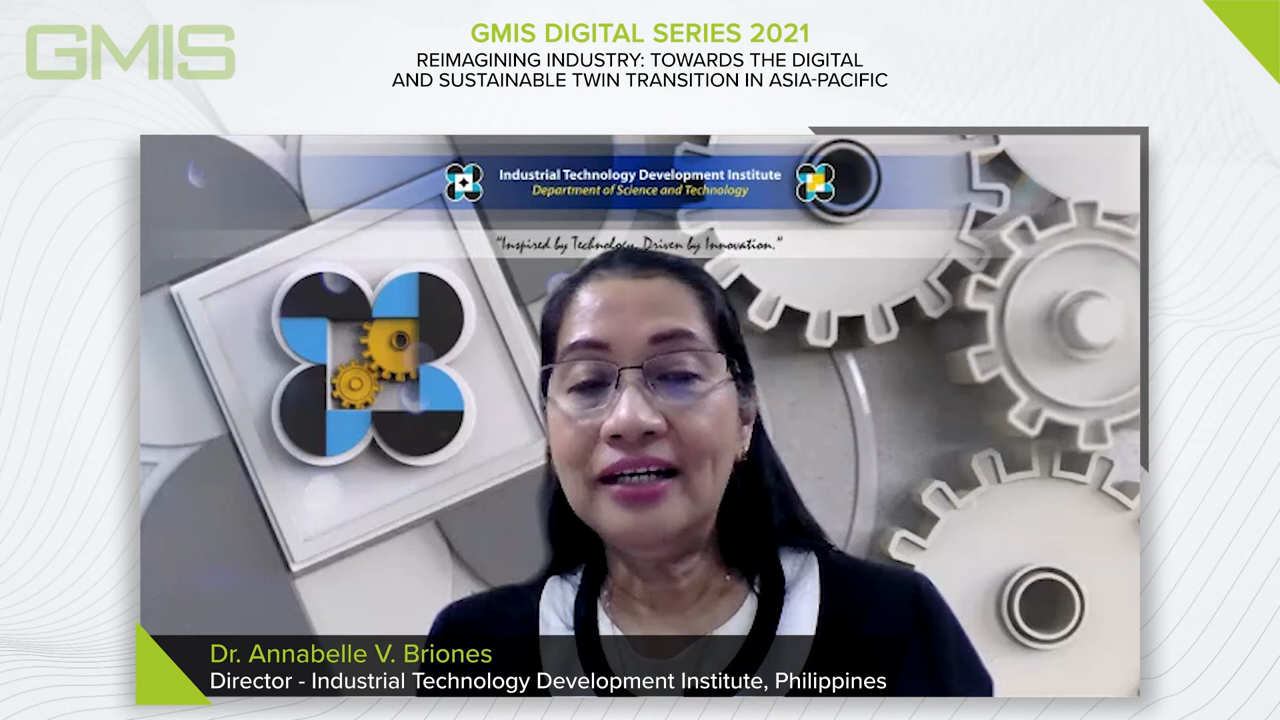 GMIS
GMIS DIGITAL SERIES 2021
REIMAGINING INDUSTRY: TOWARDS THE DIGITAL
AND SUSTAINABLE TWIN TRANSITION IN ASIA-PACIFIC
Industrial Technology Development Institute
Department of Science and Technology
"Inspired by Technology. Driven by Innovation."
Dr. Annabelle V. Briones
Director - Industrial Technology Development Institute, Philippines